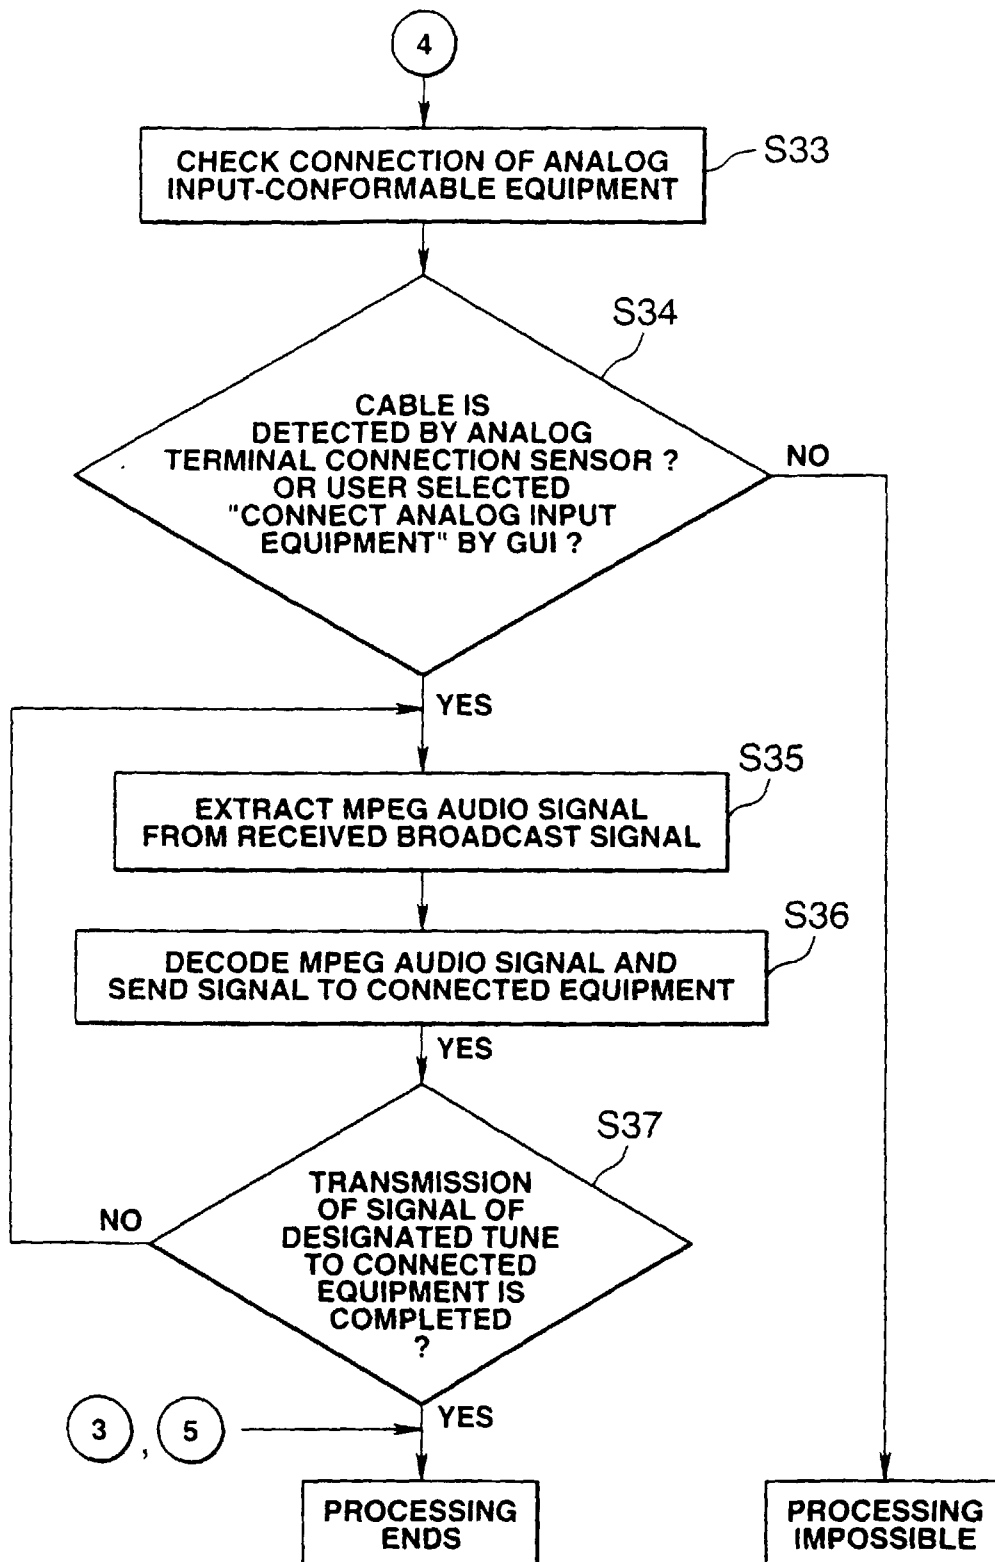 4
CHECK CONNECTION OF ANALOG
INPUT-CONFORMABLE EQUIPMENT
S33
S34
CABLE IS
DETECTED BY ANALOG
TERMINAL CONNECTION SENSOR ?
OR USER SELECTED
"CONNECT ANALOG INPUT
EQUIPMENT" BY GUI ?
NO
YES
S35
EXTRACT MPEG AUDIO SIGNAL
FROM RECEIVED BROADCAST SIGNAL
S36
DECODE MPEG AUDIO SIGNAL AND
SEND SIGNAL TO CONNECTED EQUIPMENT
YES
S37
TRANSMISSION
OF SIGNAL OF
DESIGNATED TUNE
TO CONNECTED
EQUIPMENT IS
COMPLETED
?
NO
YES
3 , 5
PROCESSING
ENDS
PROCESSING
IMPOSSIBLE